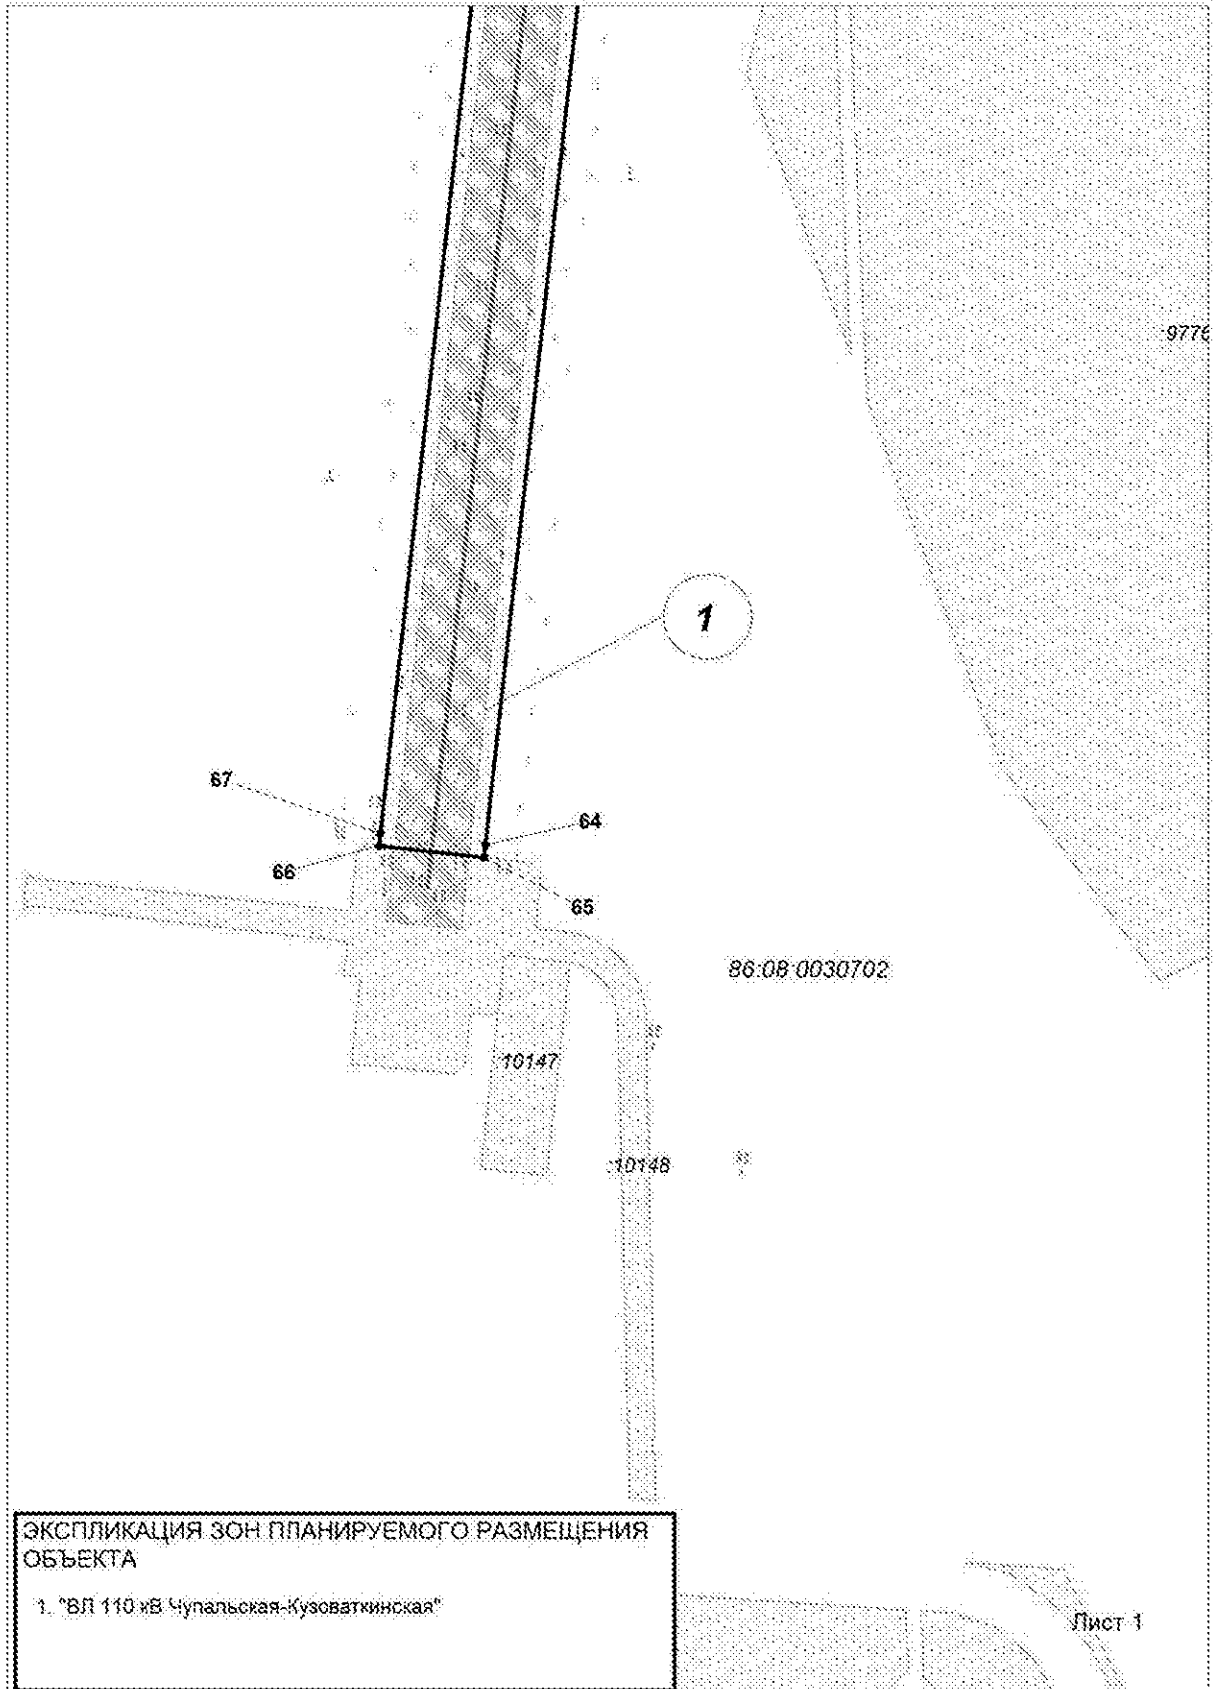 :9776
1
67
64
66
65
86:08:0030702
:10147
:10148
ЭКСПЛИКАЦИЯ ЗОН ПЛАНИРУЕМОГО РАЗМЕЩЕНИЯ
ОБЪЕКТА
1. "ВЛ 110 кВ Чупальская-Кузоваткинская"
Лист 1